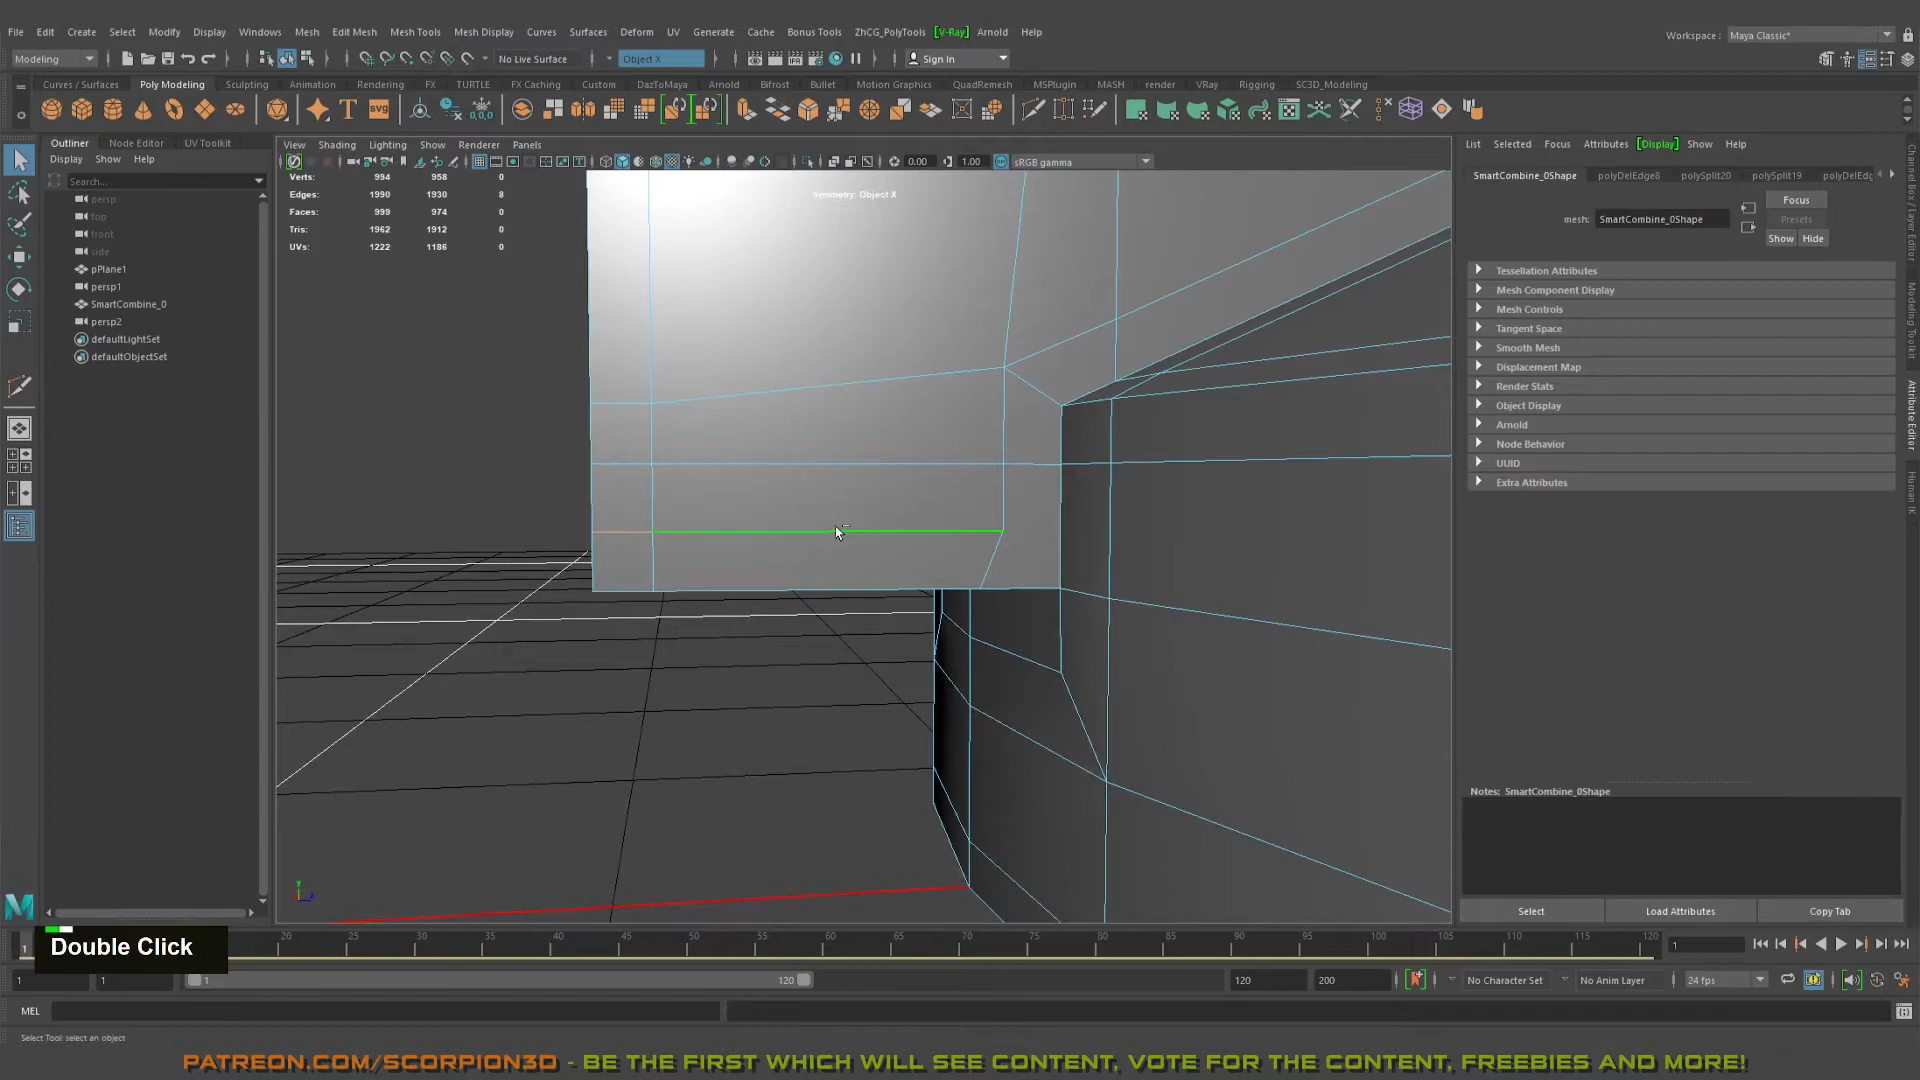 File Edit Create Select Modify Display Windows Mesh Edit Mesh Mesh Tools Mesh Display Curves Surfaces Deform UV Generate Cache Bonus Tools ZhCG_PolyTools [V-Ray] Arnold Help
Workspace : Maya Classic*
Modeling No Live Surface Object X Sign In
Curves / Surfaces Poly Modeling Sculpting Animation Rendering FX TURTLE FX Caching Custom DazToMaya Arnold Bifrost Bullet Motion Graphics QuadRemesh MSPlugin MASH render VRay Rigging SC3D_Modeling
Outliner Node Editor UV Toolkit
Display Show Help
Search...
persp
top
front
side
pPlane1
persp1
SmartCombine_0
persp2
defaultLightSet
defaultObjectSet
View Shading Lighting Show Renderer Panels
0.00 1.00 sRGB gamma
Verts: 994 958 0
Edges: 1990 1930 8
Faces: 999 974 0
Tris: 1962 1912 0
UVs: 1222 1186 0
Symmetry: Object X
List Selected Focus Attributes [Display] Show Help
SmartCombine_0Shape polyDelEdge8 polySplit20 polySplit19 polyDelEdg
mesh: SmartCombine_0Shape
Focus
Presets
Show Hide
Tessellation Attributes
Mesh Component Display
Mesh Controls
Tangent Space
Smooth Mesh
Displacement Map
Render Stats
Object Display
Arnold
Node Behavior
UUID
Extra Attributes
Notes: SmartCombine_0Shape
Select Load Attributes Copy Tab
Channel Box / Layer Editor
Modeling Toolkit
Attribute Editor
Human IK
Double Click
1 20 25 30 35 40 45 50 55 60 65 70 75 80 85 90 95 100 105 110 115 120 1
1 1 1 120 120 200 No Character Set No Anim Layer 24 fps
MEL
Select Tool: select an object
PATREON.COM/SCORPION3D - BE THE FIRST WHICH WILL SEE CONTENT, VOTE FOR THE CONTENT, FREEBIES AND MORE!